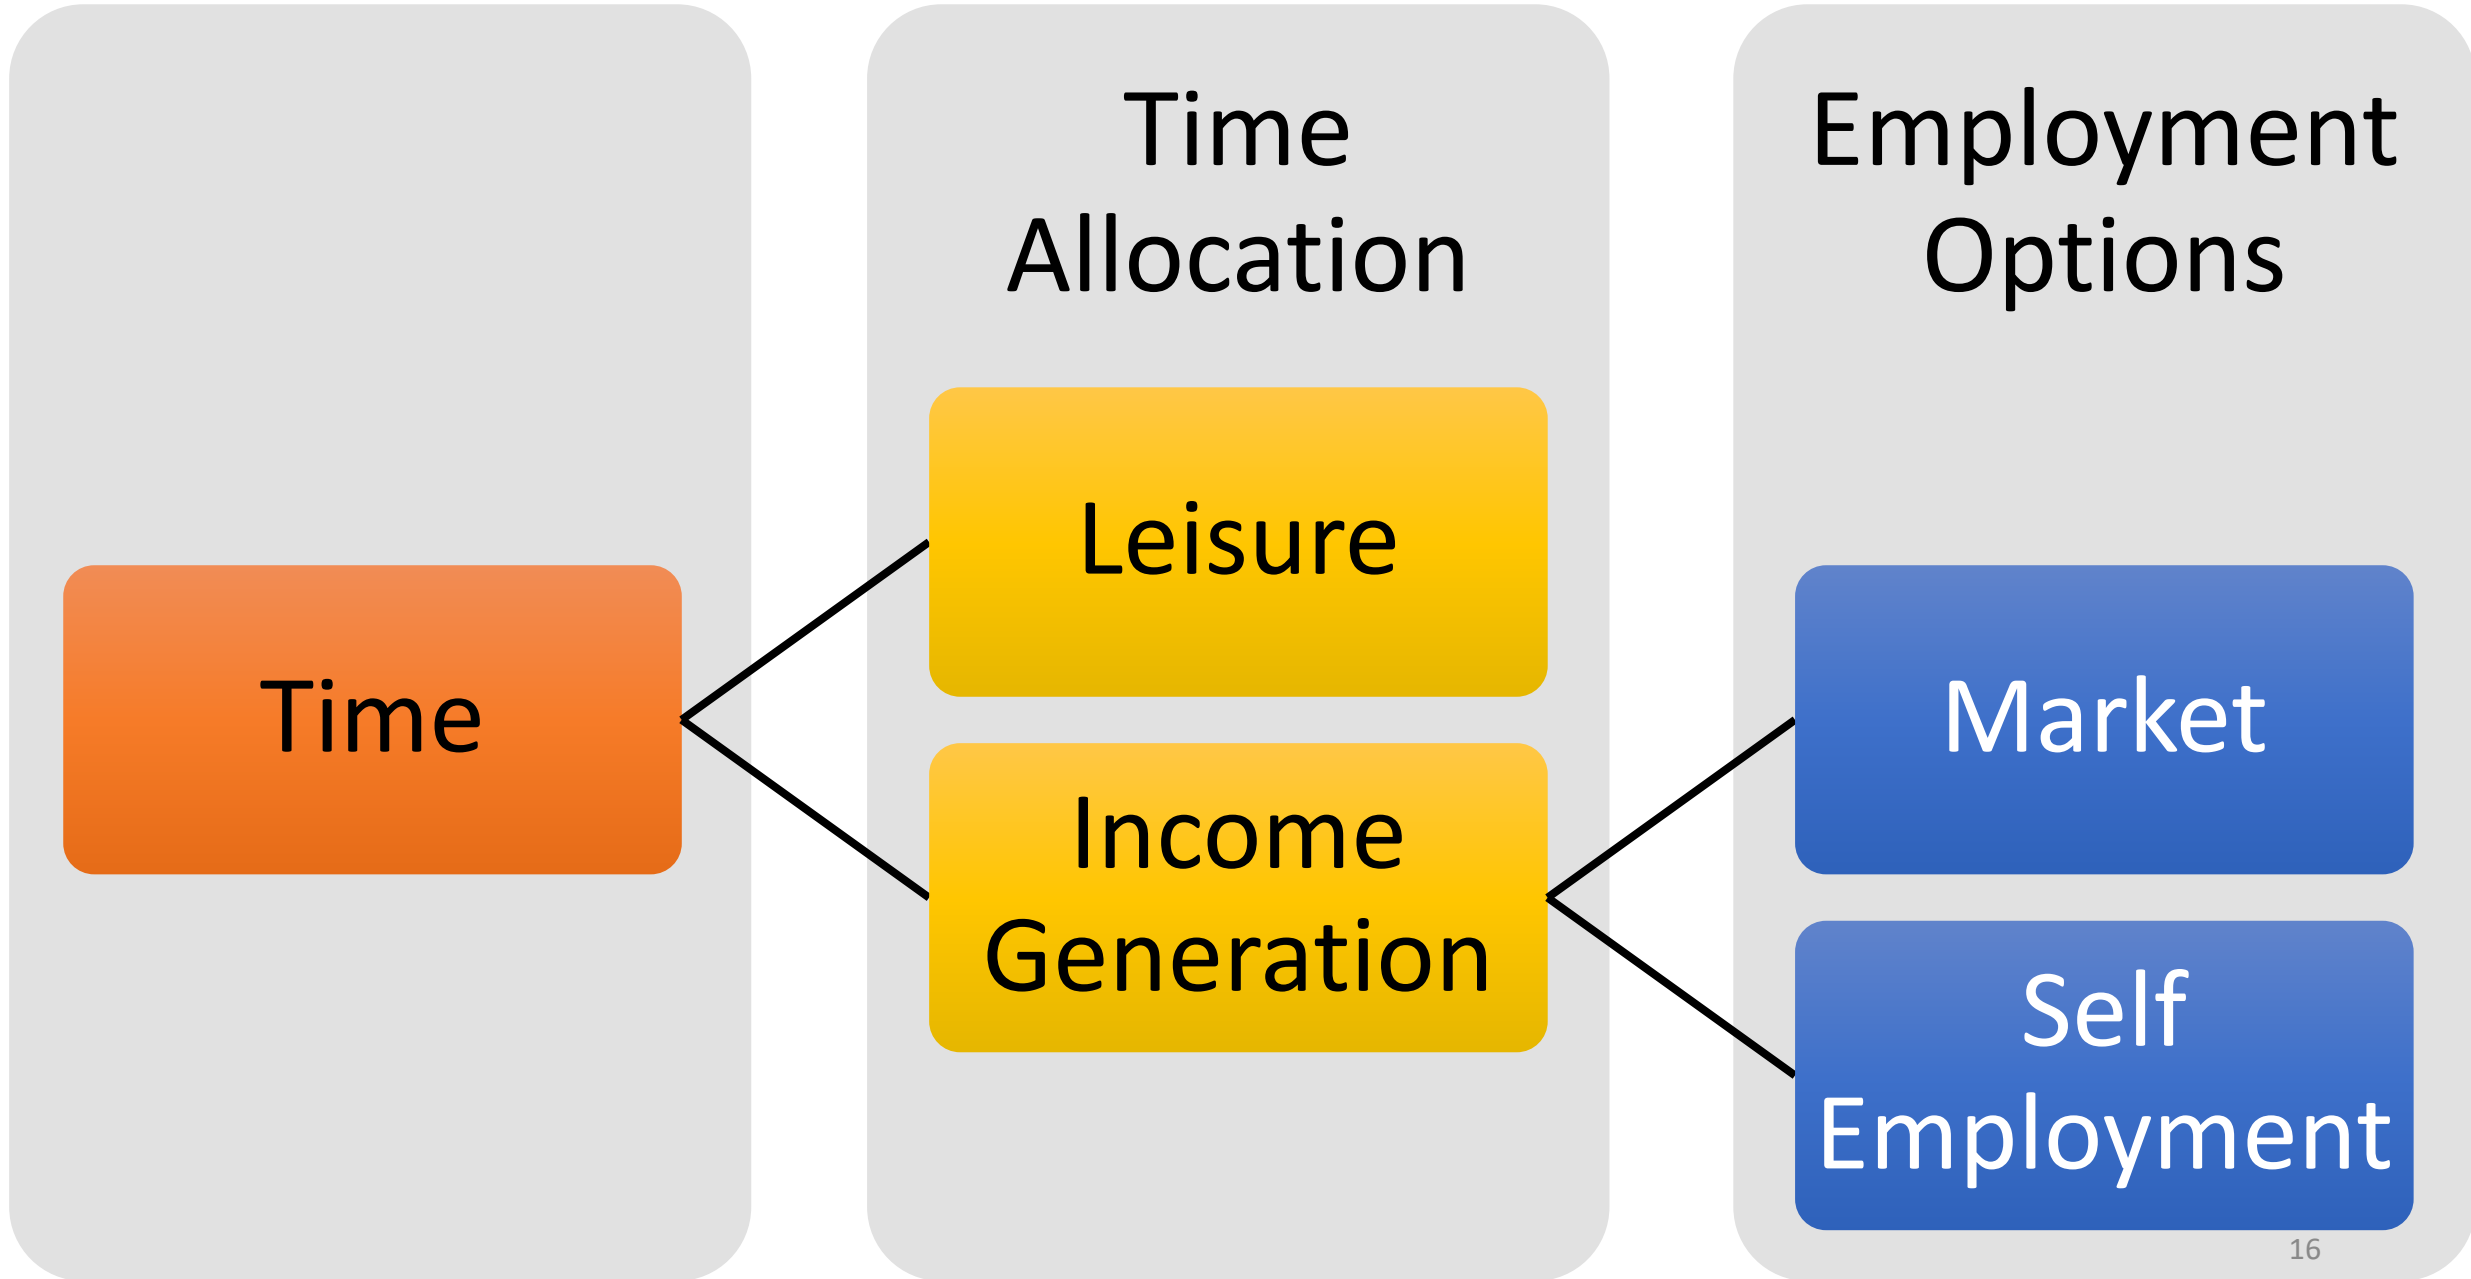 Time
Allocation
Employment
Options
Time
Leisure
Income
Generation
Market
Self
Employment
16